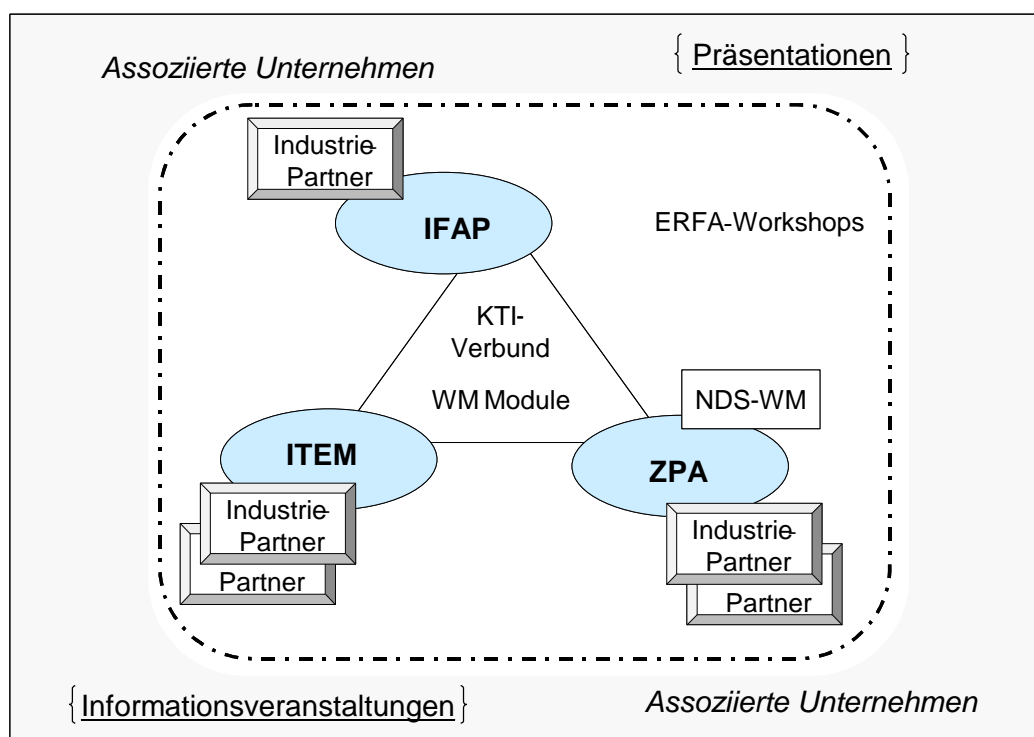 Assoziierte Unternehmen
{ Präsentationen }
Industrie-
Partner
IFAP
ERFA-Workshops
KTI-
Verbund
WM Module
NDS-WM
ITEM
ZPA
Industrie-
Partner
Partner
Industrie-
Partner
Partner
{ Informationsveranstaltungen }
Assoziierte Unternehmen